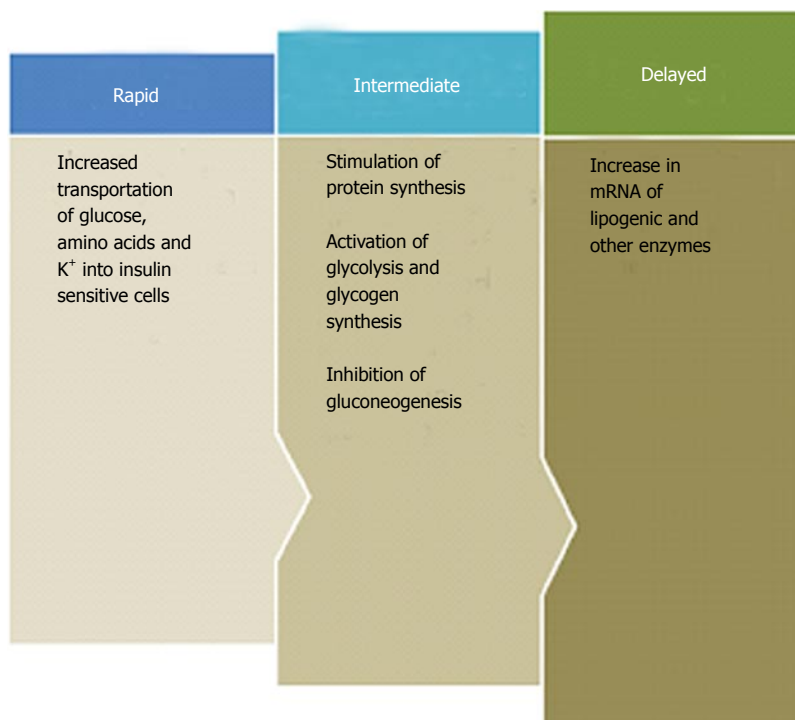 Rapid
Increased
transportation
of glucose,
amino acids and
K⁺ into insulin
sensitive cells
Intermediate
Stimulation of
protein synthesis
Activation of
glycolysis and
glycogen
synthesis
Inhibition of
gluconeogenesis
Delayed
Increase in
mRNA of
lipogenic and
other enzymes